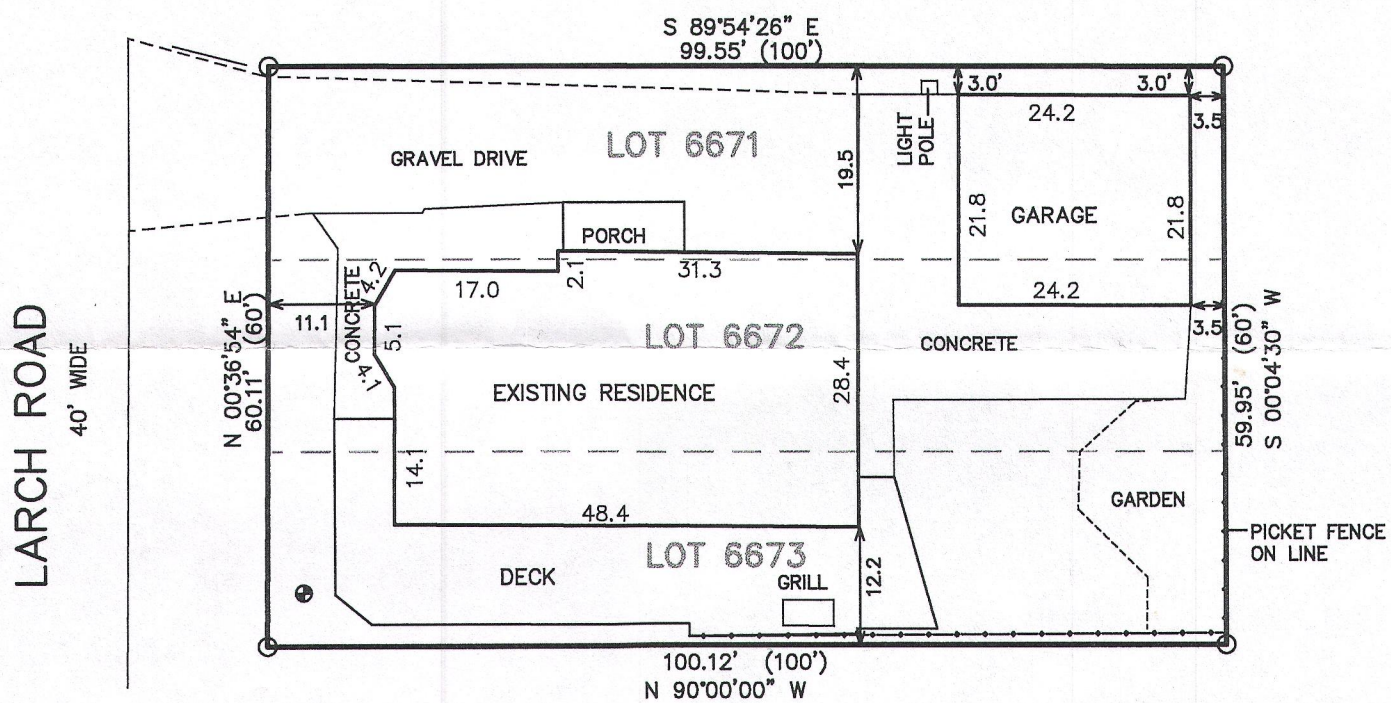 S 89°54'26" E
99.55' (100')
3.0'
3.0'
24.2
3.5
LOT 6671
LIGHT
POLE
GRAVEL DRIVE
19.5
21.8
GARAGE
21.8
PORCH
4.2
17.0
2.1
31.3
24.2
3.5
LARCH ROAD
40' WIDE
N 00°36'54" E
60.11' (60')
11.1
CONCRETE
5.1
4.1
LOT 6672
CONCRETE
EXISTING RESIDENCE
28.4
59.95' (60')
S 00°04'30" W
14.1
48.4
GARDEN
LOT 6673
DECK
GRILL
12.2
PICKET FENCE
ON LINE
100.12' (100')
N 90°00'00" W